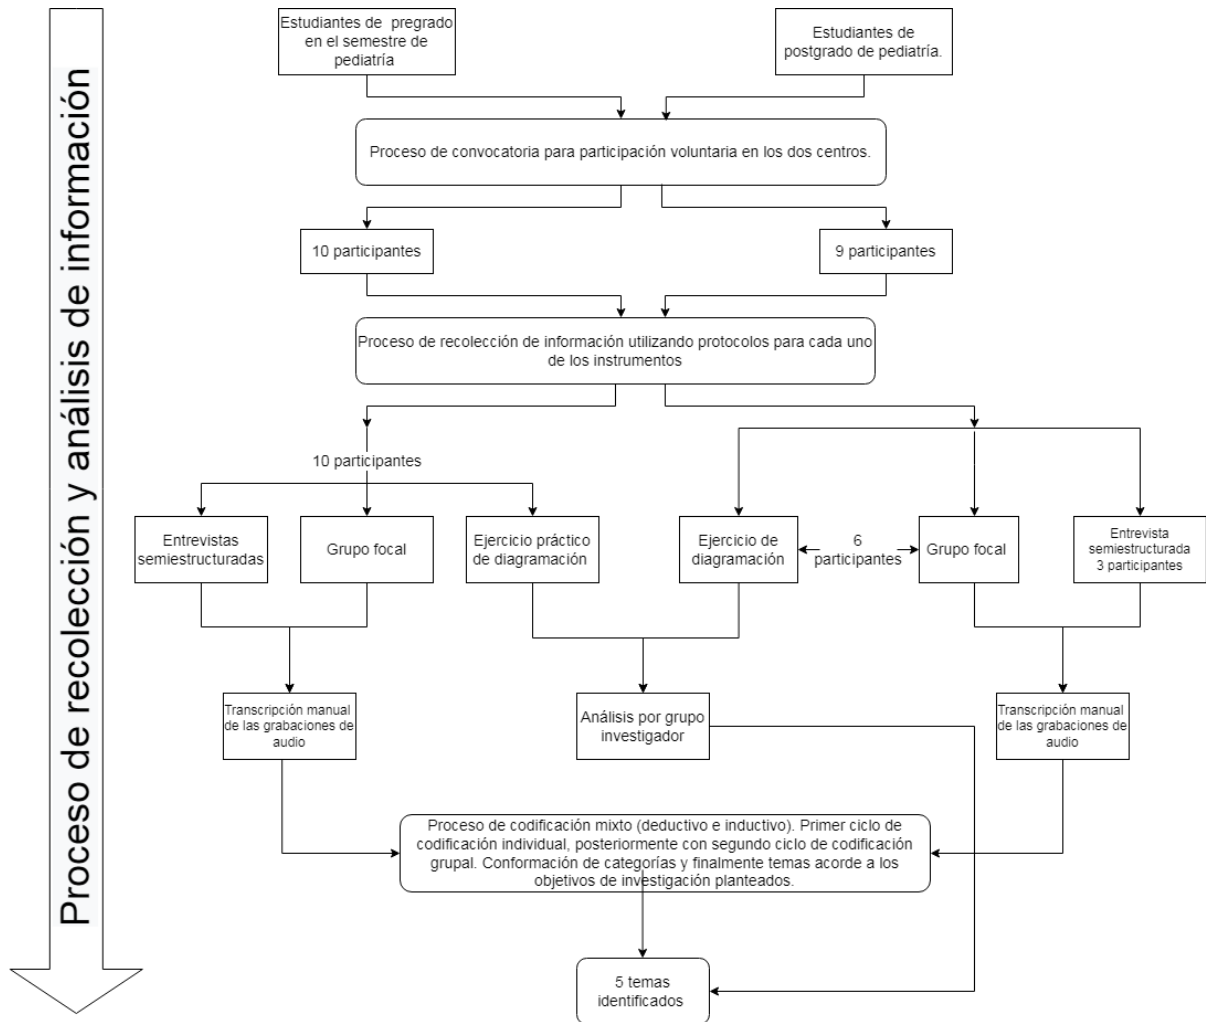 Proceso de recolección y análisis de información
Estudiantes de pregrado
en el semestre de
pediatría
Estudiantes de
postgrado de pediatría.
Proceso de convocatoria para participación voluntaria en los dos centros.
10 participantes
9 participantes
Proceso de recolección de información utilizando protocolos para cada uno
de los instrumentos
10 participantes
Entrevistas
semiestructuradas
Grupo focal
Ejercicio práctico
de diagramación
Ejercicio de
diagramación
6
participantes
Grupo focal
Entrevista
semiestructurada
3 participantes
Transcripción manual
de las grabaciones de
audio
Análisis por grupo
investigador
Transcripción manual
de las grabaciones de
audio
Proceso de codificación mixto (deductivo e inductivo). Primer ciclo de
codificación individual, posteriormente con segundo ciclo de codificación
grupal. Conformación de categorías y finalmente temas acorde a los
objetivos de investigación planteados.
5 temas
identificados